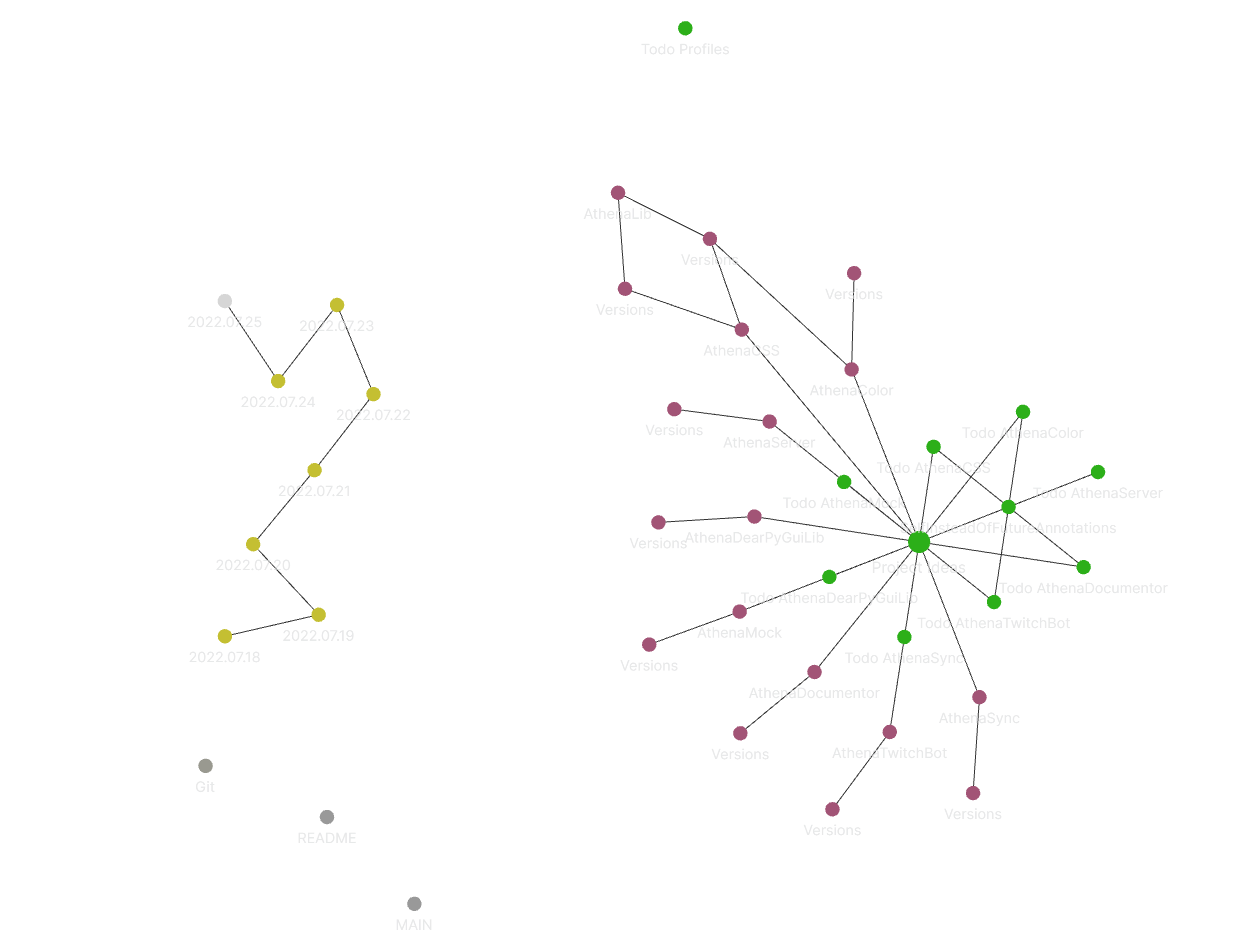 Todo Profiles
AthenaLib
Versions
Versions
Versions
AthenaCSS
AthenaColor
2022.07.25
2022.07.23
2022.07.24
2022.07.22
Versions
AthenaServer
Todo AthenaColor
Todo AthenaCSS
2022.07.21
Todo AthenaServer
Todo AthenaMock
InsteadOfFutureAnnotations
Versions
AthenaDearPyGuiLib
2022.07.20
Project Ideas
Todo AthenaDocumentor
Todo AthenaDearPyGuiLib
Todo AthenaTwitchBot
2022.07.19
AthenaMock
2022.07.18
Todo AthenaSync
Versions
AthenaDocumentor
AthenaSync
Versions
AthenaTwitchBot
Git
Versions
Versions
README
MAIN